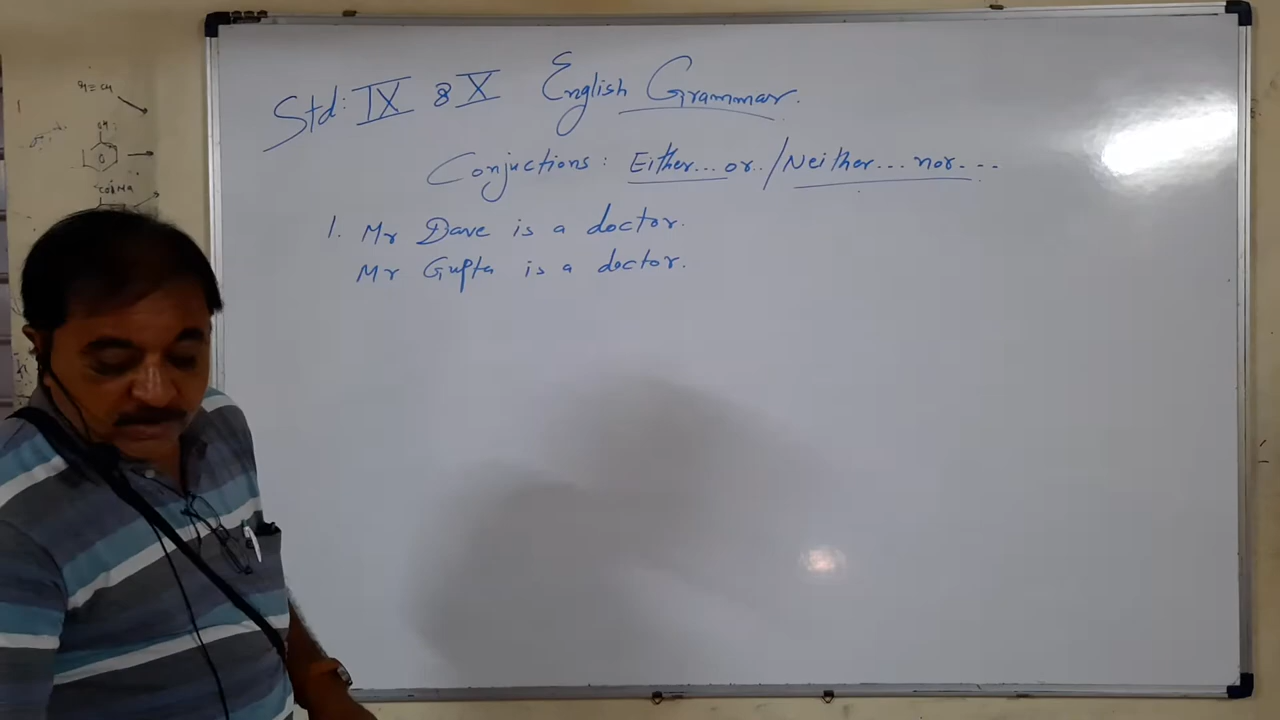 Std: IX & X English Grammar.
Conjuctions: Either...or../Neither...nor....
1. Mr Dave is a doctor.
Mr Gupta is a doctor.